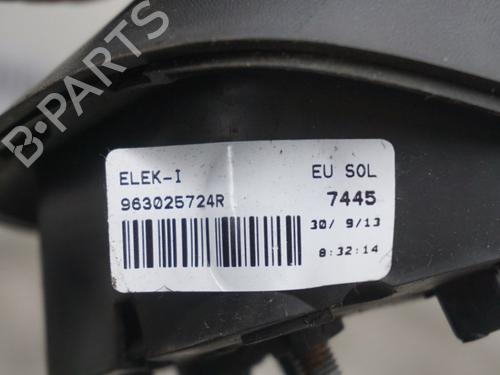 B-PARTS
ELEK-I EU SOL
963025724R 7445
30/ 9/13
8:32:14